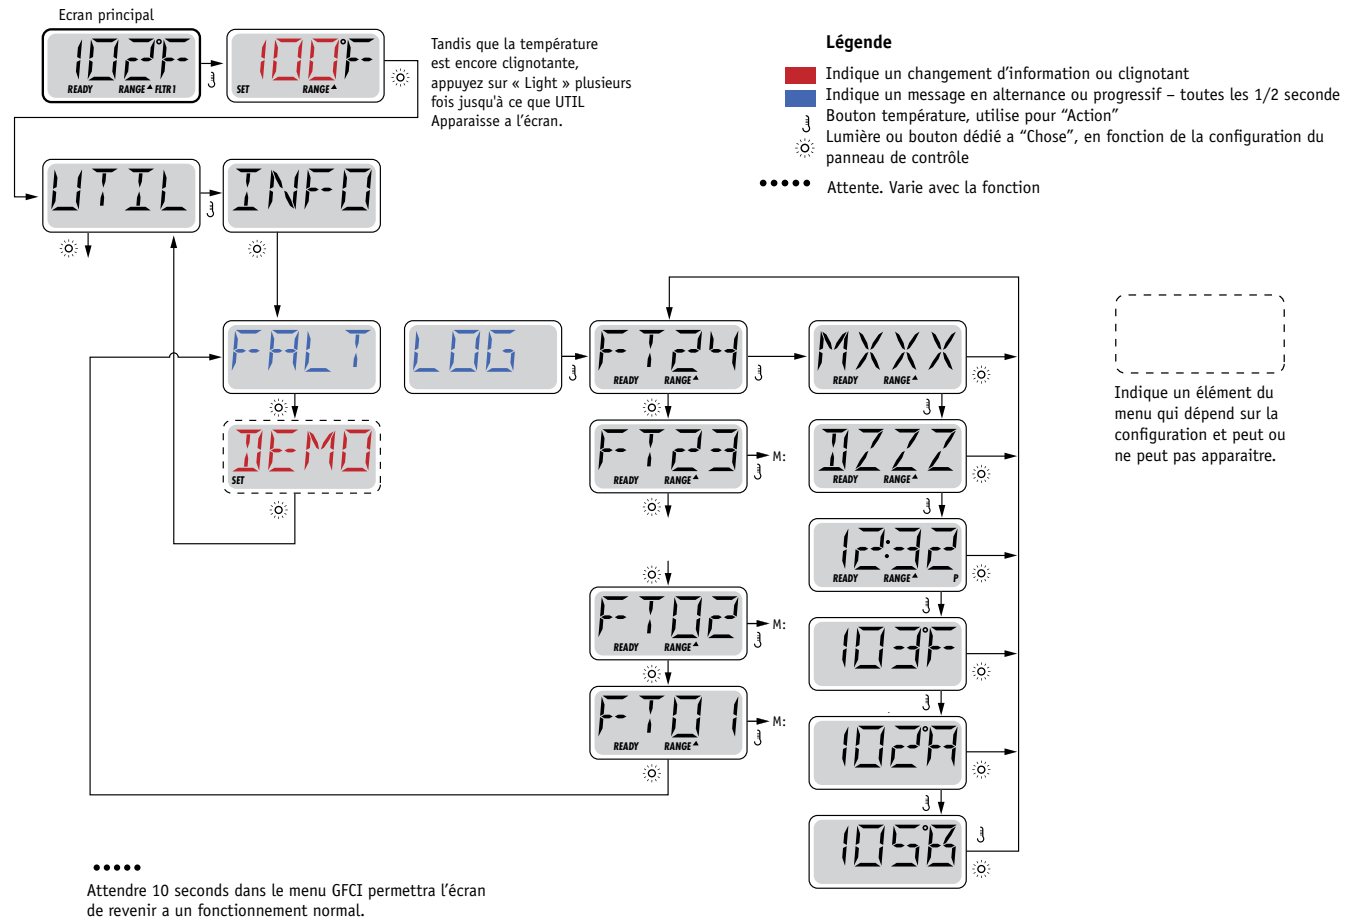 Ecran principal
102°F
READY RANGE FLTR1
100°F
SET RANGE
Tandis que la température
est encore clignotante,
appuyez sur « Light » plusieurs
fois jusqu'à ce que UTIL
Apparaisse a l'écran.
Légende
Indique un changement d'information ou clignotant
Indique un message en alternance ou progressif – toutes les 1/2 seconde
Bouton température, utilise pour "Action"
Lumière ou bouton dédié a "Chose", en fonction de la configuration du
panneau de contrôle
Attente. Varie avec la fonction
UTIL
INFO
FALT
LOG
FT24
READY RANGE
MXXX
READY RANGE
Indique un élément du
menu qui dépend sur la
configuration et peut ou
ne peut pas apparaitre.
DEMO
SET
FT23
READY RANGE
M:
DZZZ
READY RANGE
12:32
READY RANGE P
FT02
READY RANGE
M:
103°F
FT01
READY RANGE
M:
102°A
105°B
Attendre 10 seconds dans le menu GFCI permettra l'écran
de revenir a un fonctionnement normal.